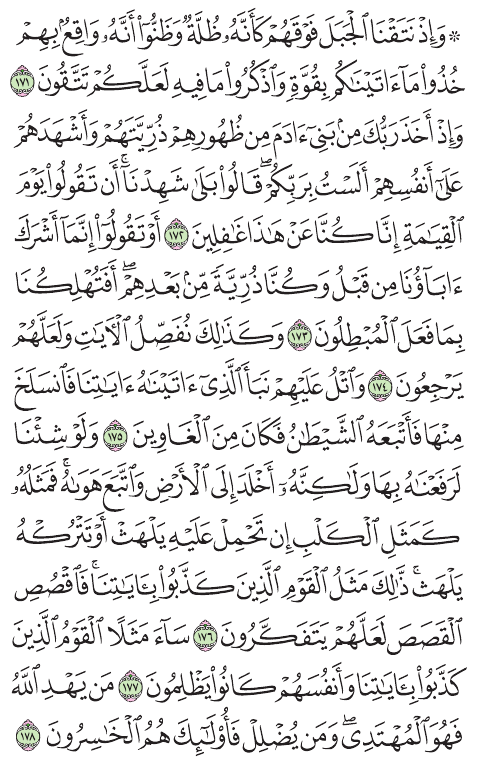 ۞ وَإِذْ نَتَقْنَا ٱلْجَبَلَ فَوْقَهُمْ كَأَنَّهُۥ ظُلَّةٌ وَظَنُّوٓا۟ أَنَّهُۥ وَاقِعٌۢ بِهِمْ
خُذُوا۟ مَآ ءَاتَيْنَٰكُم بِقُوَّةٍ وَٱذْكُرُوا۟ مَا فِيهِ لَعَلَّكُمْ تَتَّقُونَ ١٧١
وَإِذْ أَخَذَ رَبُّكَ مِنۢ بَنِىٓ ءَادَمَ مِن ظُهُورِهِمْ ذُرِّيَّتَهُمْ وَأَشْهَدَهُمْ
عَلَىٰٓ أَنفُسِهِمْ أَلَسْتُ بِرَبِّكُمْ ۖ قَالُوا۟ بَلَىٰ شَهِدْنَآ ۚ أَن تَقُولُوا۟ يَوْمَ
ٱلْقِيَٰمَةِ إِنَّا كُنَّا عَنْ هَٰذَا غَٰفِلِينَ ١٧٢ أَوْ تَقُولُوٓا۟ إِنَّمَآ أَشْرَكَ
ءَابَآؤُنَا مِن قَبْلُ وَكُنَّا ذُرِّيَّةً مِّنۢ بَعْدِهِمْ ۖ أَفَتُهْلِكُنَا
بِمَا فَعَلَ ٱلْمُبْطِلُونَ ١٧٣ وَكَذَٰلِكَ نُفَصِّلُ ٱلْءَايَٰتِ وَلَعَلَّهُمْ
يَرْجِعُونَ ١٧٤ وَٱتْلُ عَلَيْهِمْ نَبَأَ ٱلَّذِىٓ ءَاتَيْنَٰهُ ءَايَٰتِنَا فَٱنسَلَخَ
مِنْهَا فَأَتْبَعَهُ ٱلشَّيْطَٰنُ فَكَانَ مِنَ ٱلْغَاوِينَ ١٧٥ وَلَوْ شِئْنَا
لَرَفَعْنَٰهُ بِهَا وَلَٰكِنَّهُۥٓ أَخْلَدَ إِلَى ٱلْأَرْضِ وَٱتَّبَعَ هَوَىٰهُ ۚ فَمَثَلُهُۥ
كَمَثَلِ ٱلْكَلْبِ إِن تَحْمِلْ عَلَيْهِ يَلْهَثْ أَوْ تَتْرُكْهُ
يَلْهَث ۚ ذَّٰلِكَ مَثَلُ ٱلْقَوْمِ ٱلَّذِينَ كَذَّبُوا۟ بِـَٔايَٰتِنَا ۚ فَٱقْصُصِ
ٱلْقَصَصَ لَعَلَّهُمْ يَتَفَكَّرُونَ ١٧٦ سَآءَ مَثَلًا ٱلْقَوْمُ ٱلَّذِينَ
كَذَّبُوا۟ بِـَٔايَٰتِنَا وَأَنفُسَهُمْ كَانُوا۟ يَظْلِمُونَ ١٧٧ مَن يَهْدِ ٱللَّهُ
فَهُوَ ٱلْمُهْتَدِى ۖ وَمَن يُضْلِلْ فَأُو۟لَٰٓئِكَ هُمُ ٱلْخَٰسِرُونَ ١٧٨